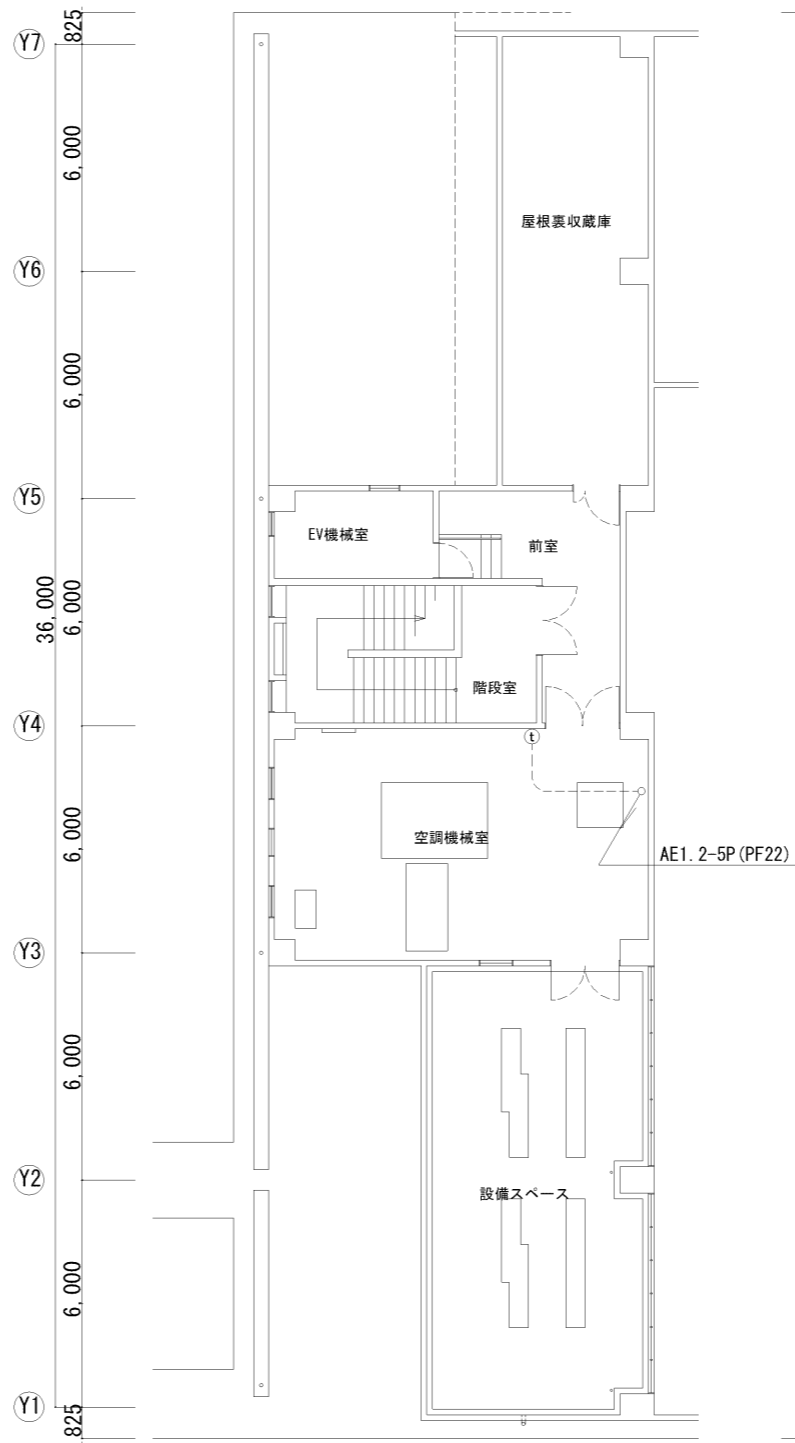 825
Y7
6,000
屋根裏収蔵庫
Y6
6,000
Y5
EV機械室
前室
36,000
6,000
階段室
Y4
t
6,000
空調機械室
AE1.2-5P(PF22)
Y3
6,000
Y2
設備スペース
6,000
Y1
825